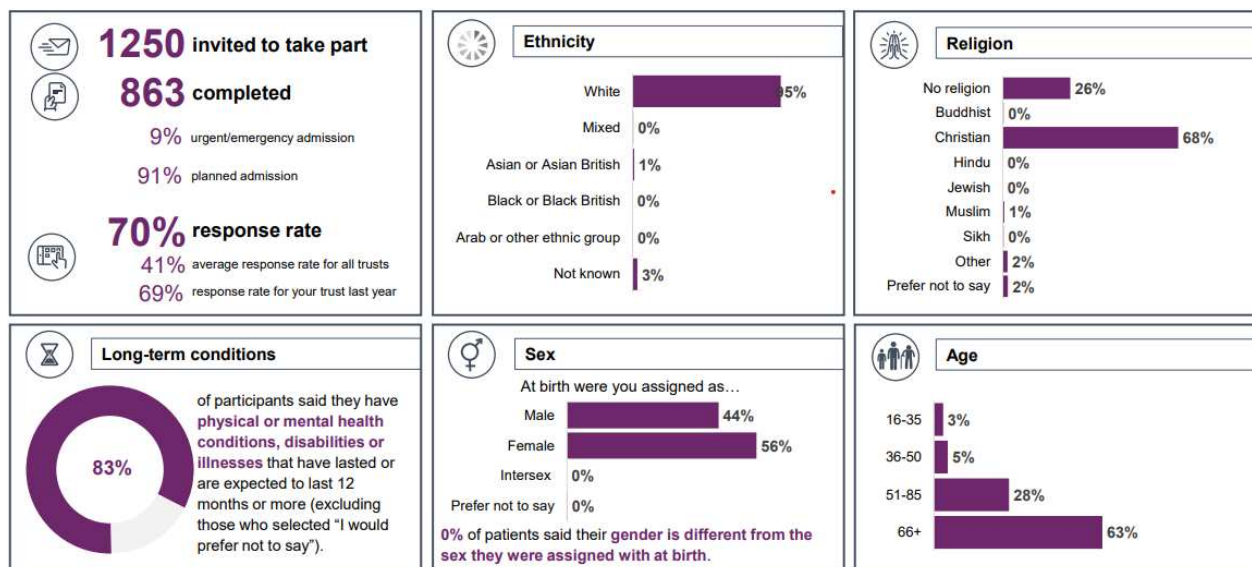 1250 invited to take part
863 completed
9% urgent/emergency admission
91% planned admission
70% response rate
41% average response rate for all trusts
69% response rate for your trust last year
Ethnicity
White 95%
Mixed 0%
Asian or Asian British 1%
Black or Black British 0%
Arab or other ethnic group 0%
Not known 3%
Religion
No religion 26%
Buddhist 0%
Christian 68%
Hindu 0%
Jewish 0%
Muslim 1%
Sikh 0%
Other 2%
Prefer not to say 2%
Long-term conditions
83%
of participants said they have
physical or mental health
conditions, disabilities or
illnesses that have lasted or
are expected to last 12
months or more (excluding
those who selected “I would
prefer not to say”).
Sex
At birth were you assigned as…
Male 44%
Female 56%
Intersex 0%
Prefer not to say 0%
0% of patients said their gender is different from the
sex they were assigned with at birth.
Age
16-35 3%
36-50 5%
51-85 28%
66+ 63%